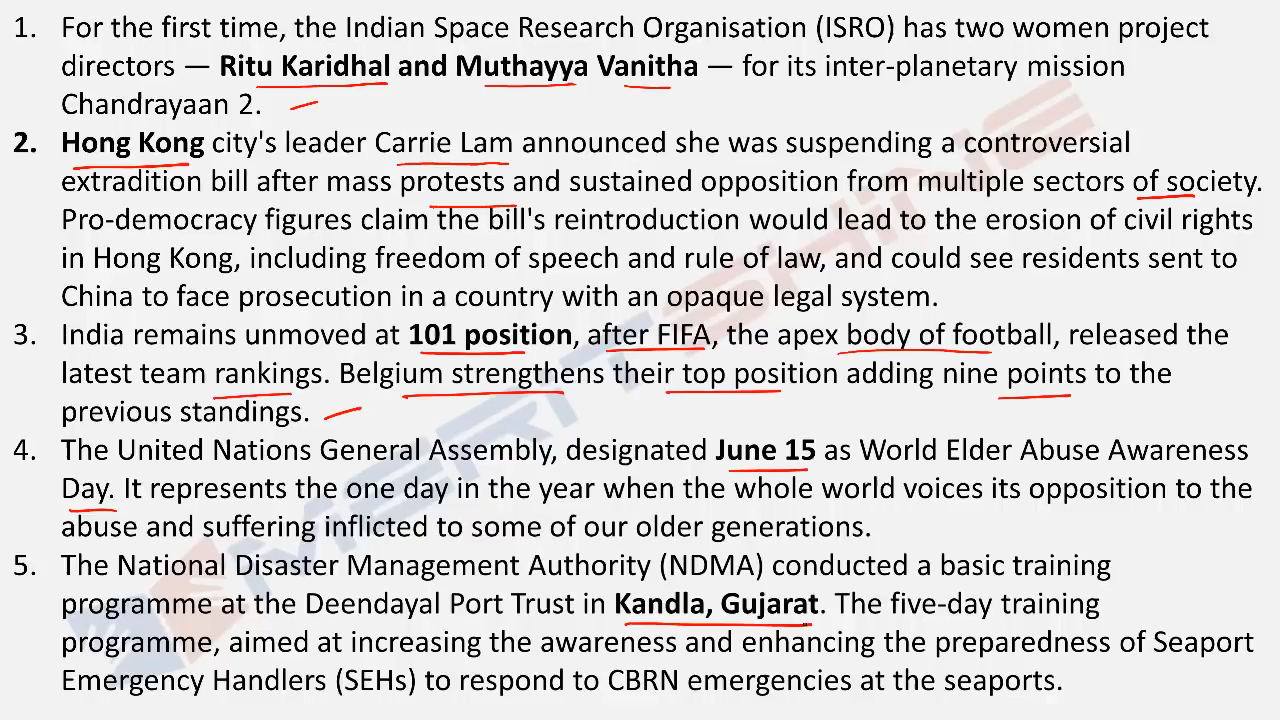 1. For the first time, the Indian Space Research Organisation (ISRO) has two women project
directors — Ritu Karidhal and Muthayya Vanitha — for its inter-planetary mission
Chandrayaan 2.
2. Hong Kong city's leader Carrie Lam announced she was suspending a controversial
extradition bill after mass protests and sustained opposition from multiple sectors of society.
Pro-democracy figures claim the bill's reintroduction would lead to the erosion of civil rights
in Hong Kong, including freedom of speech and rule of law, and could see residents sent to
China to face prosecution in a country with an opaque legal system.
3. India remains unmoved at 101 position, after FIFA, the apex body of football, released the
latest team rankings. Belgium strengthens their top position adding nine points to the
previous standings.
4. The United Nations General Assembly, designated June 15 as World Elder Abuse Awareness
Day. It represents the one day in the year when the whole world voices its opposition to the
abuse and suffering inflicted to some of our older generations.
5. The National Disaster Management Authority (NDMA) conducted a basic training
programme at the Deendayal Port Trust in Kandla, Gujarat. The five-day training
programme, aimed at increasing the awareness and enhancing the preparedness of Seaport
Emergency Handlers (SEHs) to respond to CBRN emergencies at the seaports.
MERITSHINE